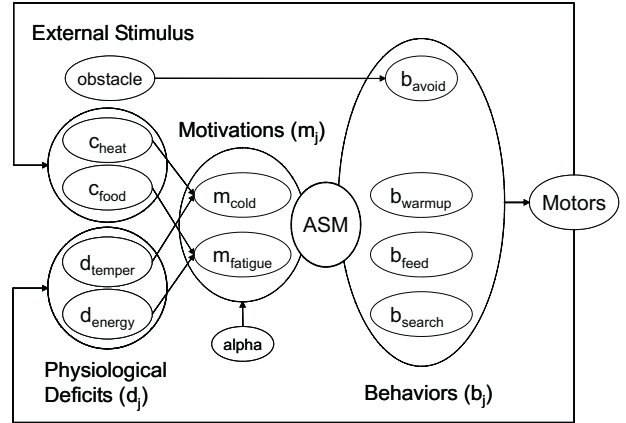 External Stimulus
obstacle
b_avoid
Motivations (m_j)
c_heat
c_food
m_cold
m_fatigue
ASM
b_warmup
b_feed
b_search
Motors
d_temper
d_energy
alpha
Physiological
Deficits (d_j)
Behaviors (b_j)